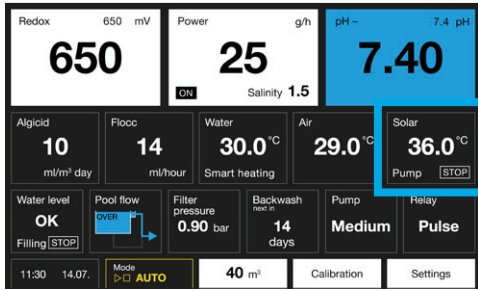 Redox 650 mV
650
Power g/h
25
ON Salinity 1.5
pH – 7.4 pH
7.40
Algicid
10
ml/m³ day
Flocc
14
ml/hour
Water
30.0°C
Smart heating
Air
29.0°C
Solar
36.0°C
Pump STOP
Water level
OK
Filling STOP
Pool flow
OVER
Filter
pressure
0.90 bar
Backwash
next in
14
days
Pump
Medium
Relay
Pulse
11:30 14.07.
Mode
AUTO
40 m³
Calibration
Settings